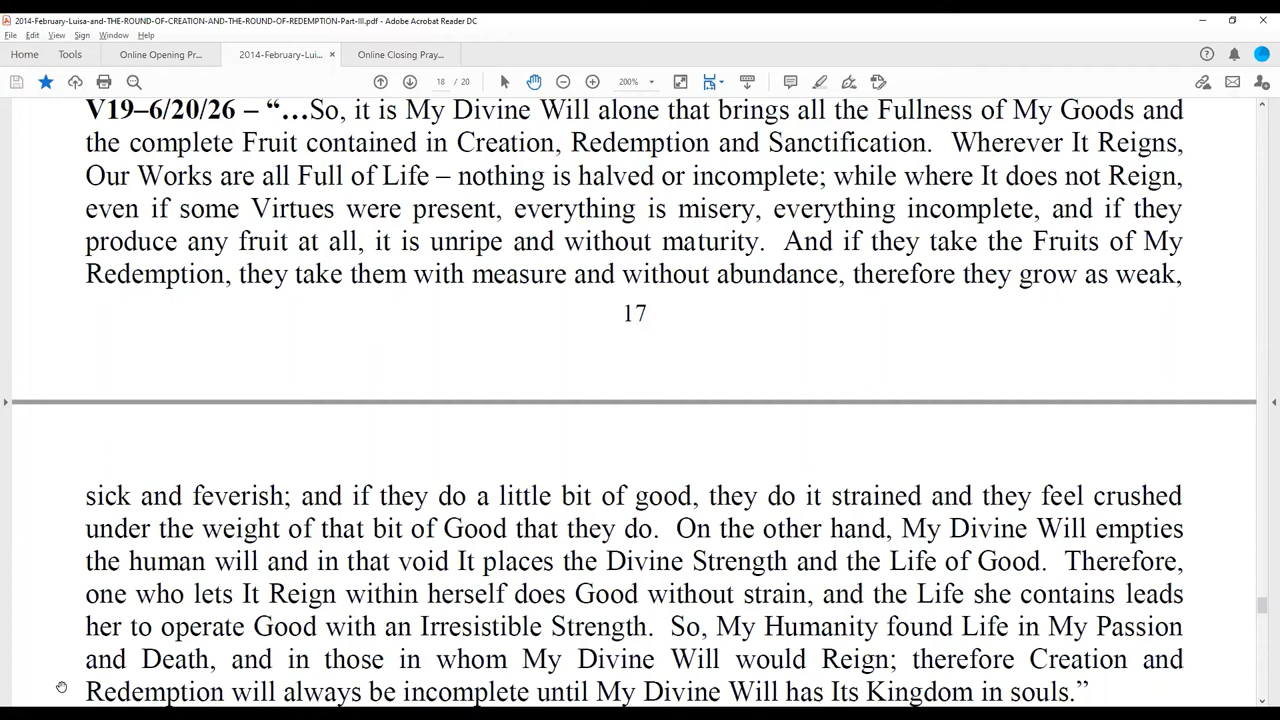 2014-February-Luisa-and-THE-ROUND-OF-CREATION-AND-THE-ROUND-OF-REDEMPTION-Part-III.pdf - Adobe Acrobat Reader DC
File Edit View Sign Window Help
Home Tools Online Opening Pr... 2014-February-Lui... × Online Closing Pray...
18 / 20 200%
V19–6/20/26 – “…So, it is My Divine Will alone that brings all the Fullness of My Goods and
the complete Fruit contained in Creation, Redemption and Sanctification. Wherever It Reigns,
Our Works are all Full of Life – nothing is halved or incomplete; while where It does not Reign,
even if some Virtues were present, everything is misery, everything incomplete, and if they
produce any fruit at all, it is unripe and without maturity. And if they take the Fruits of My
Redemption, they take them with measure and without abundance, therefore they grow as weak,
17
sick and feverish; and if they do a little bit of good, they do it strained and they feel crushed
under the weight of that bit of Good that they do. On the other hand, My Divine Will empties
the human will and in that void It places the Divine Strength and the Life of Good. Therefore,
one who lets It Reign within herself does Good without strain, and the Life she contains leads
her to operate Good with an Irresistible Strength. So, My Humanity found Life in My Passion
and Death, and in those in whom My Divine Will would Reign; therefore Creation and
Redemption will always be incomplete until My Divine Will has Its Kingdom in souls.”